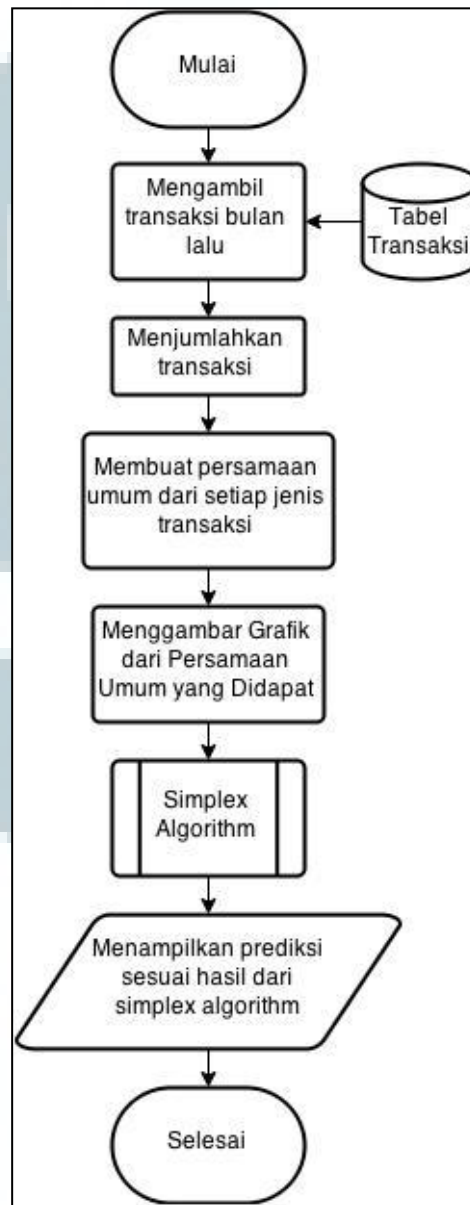 Mulai
Mengambil
transaksi bulan
lalu
Tabel
Transaksi
Menjumlahkan
transaksi
Membuat persamaan
umum dari setiap jenis
transaksi
Menggambar Grafik
dari Persamaan
Umum yang Didapat
Simplex
Algorithm
Menampilkan prediksi
sesuai hasil dari
simplex algorithm
Selesai